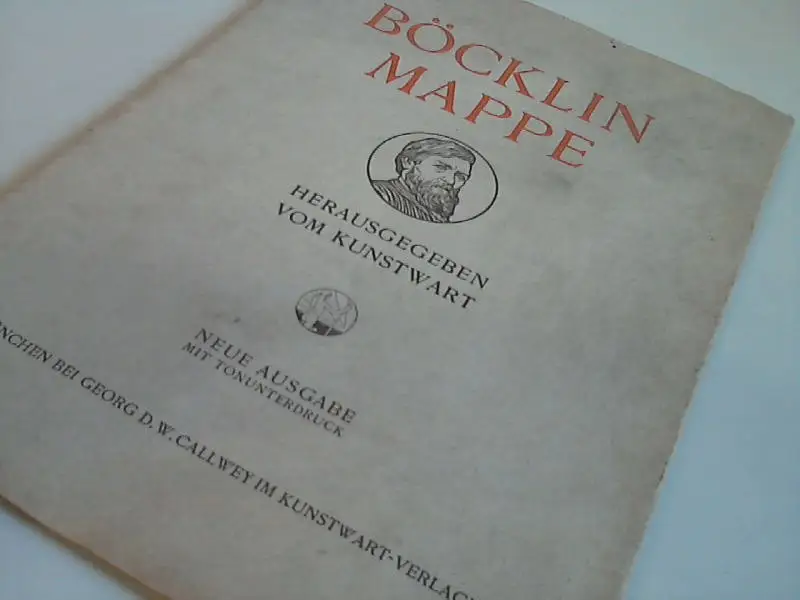 BÖCKLIN
MAPPE
HERAUSGEGEBEN
VOM KUNSTWART
NEUE AUSGABE
MIT TONUNTERDRUCK
BEI GEORG D. W. CALLWEY IM KUNSTWART-VERLAG